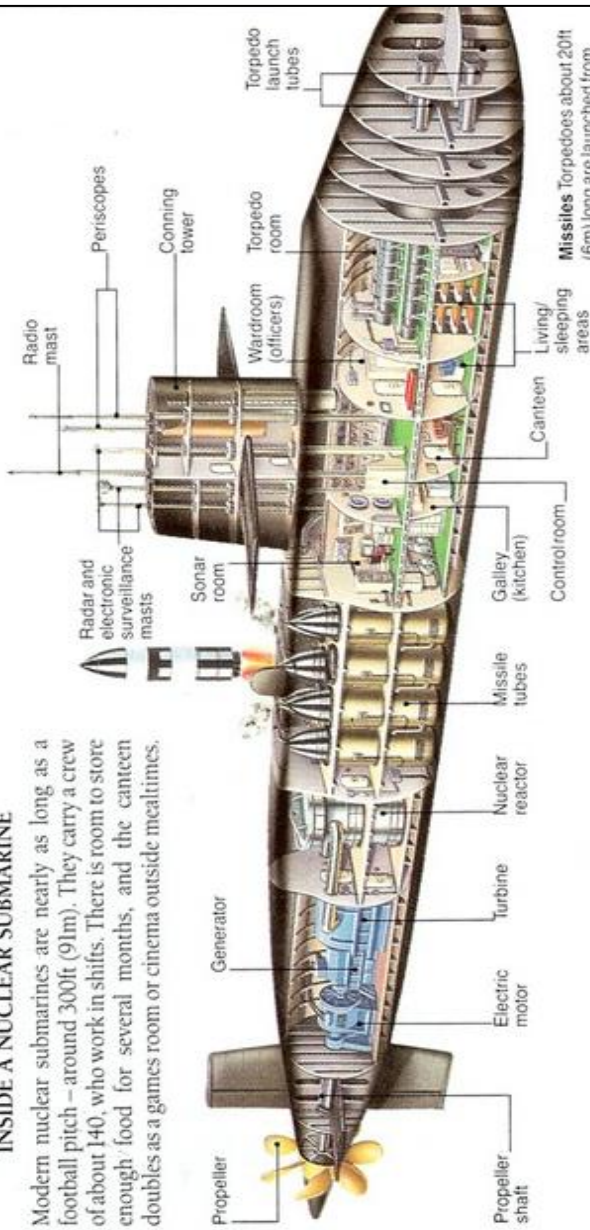 INSIDE A NUCLEAR SUBMARINE
Modern nuclear submarines are nearly as long as a
football pitch – around 300ft (91m). They carry a crew
of about 140, who work in shifts. There is room to store
enough food for several months, and the canteen
doubles as a games room or cinema outside mealtimes.
Radar and
electronic
surveillance
masts
Radio
mast
Periscopes
Conning
tower
Sonar
room
Wardroom
(officers)
Torpedo
room
Torpedo
launch
tubes
Generator
Propeller
Propeller
shaft
Electric
motor
Turbine
Nuclear
reactor
Missile
tubes
Galley
(kitchen)
Control room
Canteen
Living/
sleeping
areas
Missiles Torpedoes about 20ft
(6m) long are launched from